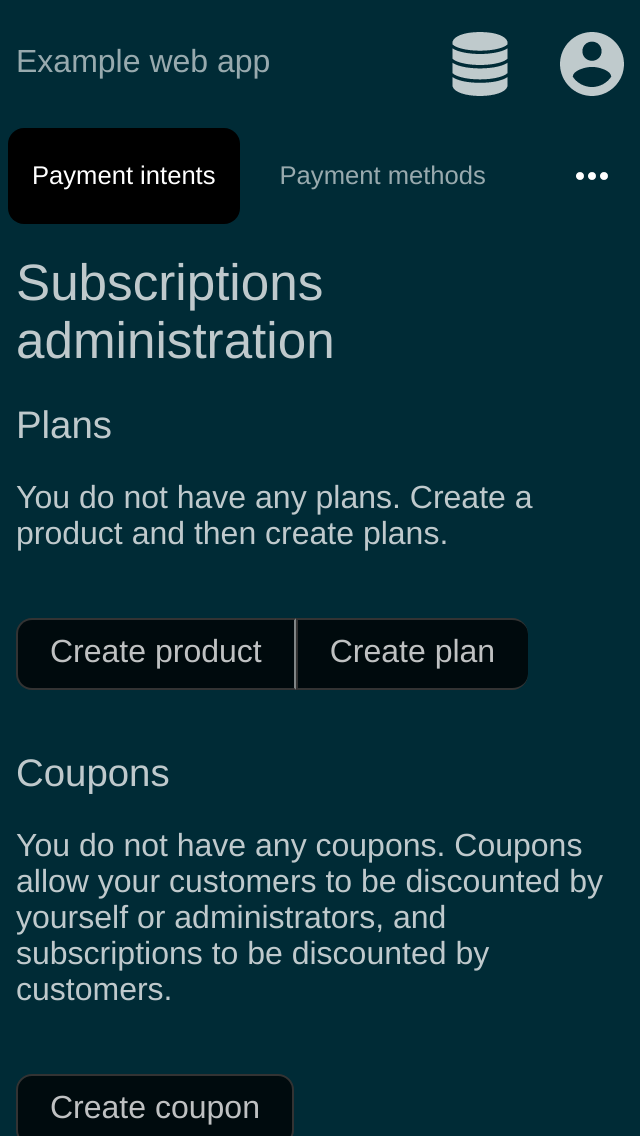 Example web app
Payment intents
Payment methods
Subscriptions
administration
Plans
You do not have any plans. Create a
product and then create plans.
Create product
Create plan
Coupons
You do not have any coupons. Coupons
allow your customers to be discounted by
yourself or administrators, and
subscriptions to be discounted by
customers.
Create coupon